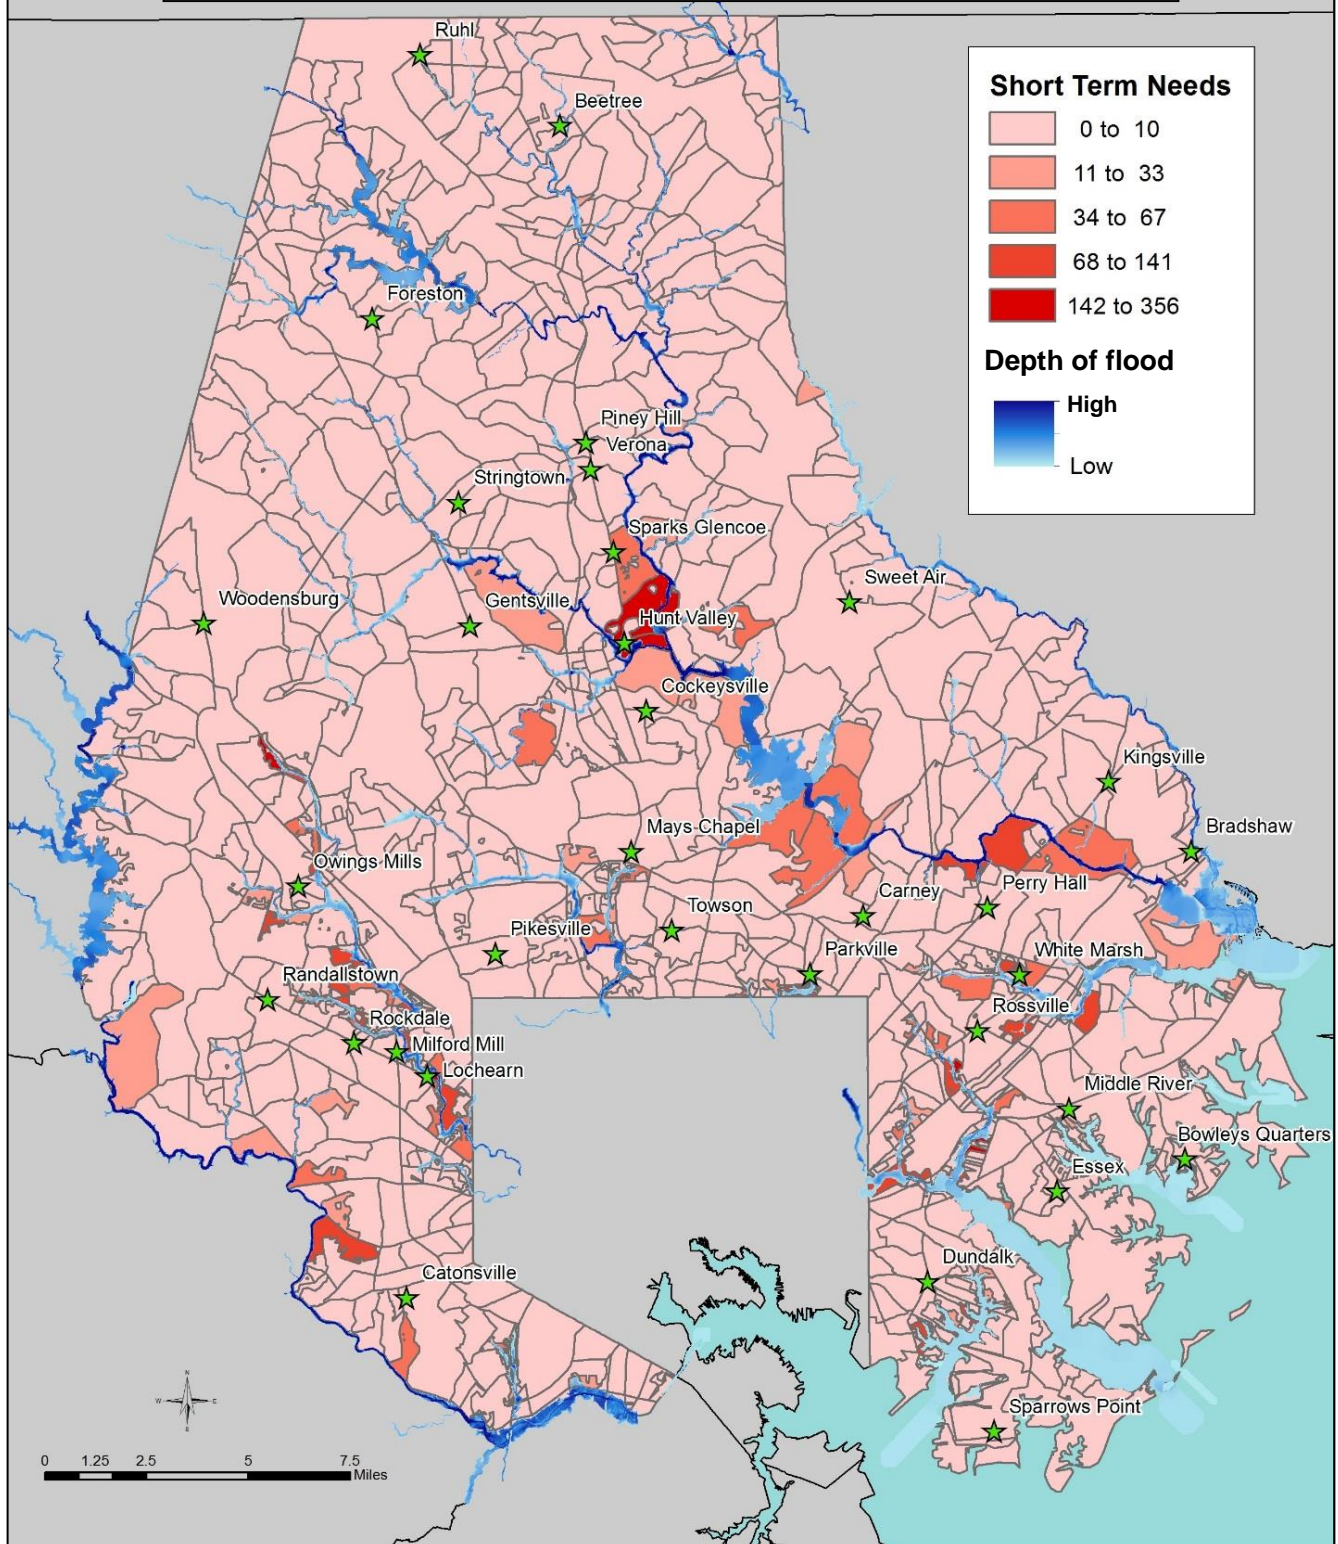 Ruhl
Beetree
Short Term Needs
0 to 10
11 to 33
34 to 67
68 to 141
142 to 356
Depth of flood
High
Low
Foreston
Piney Hill
Verona
Stringtown
Sparks Glencoe
Sweet Air
Woodensburg
Gentsville
Hunt Valley
Cockeysville
Kingsville
Mays Chapel
Bradshaw
Owings Mills
Carney
Perry Hall
Towson
Pikesville
Parkville
White Marsh
Randallstown
Rossville
Rockdale
Milford Mill
Lochearn
Middle River
Bowleys Quarters
Essex
Dundalk
Catonsville
N
W E
S
Sparrows Point
0 1.25 2.5 5 7.5
Miles